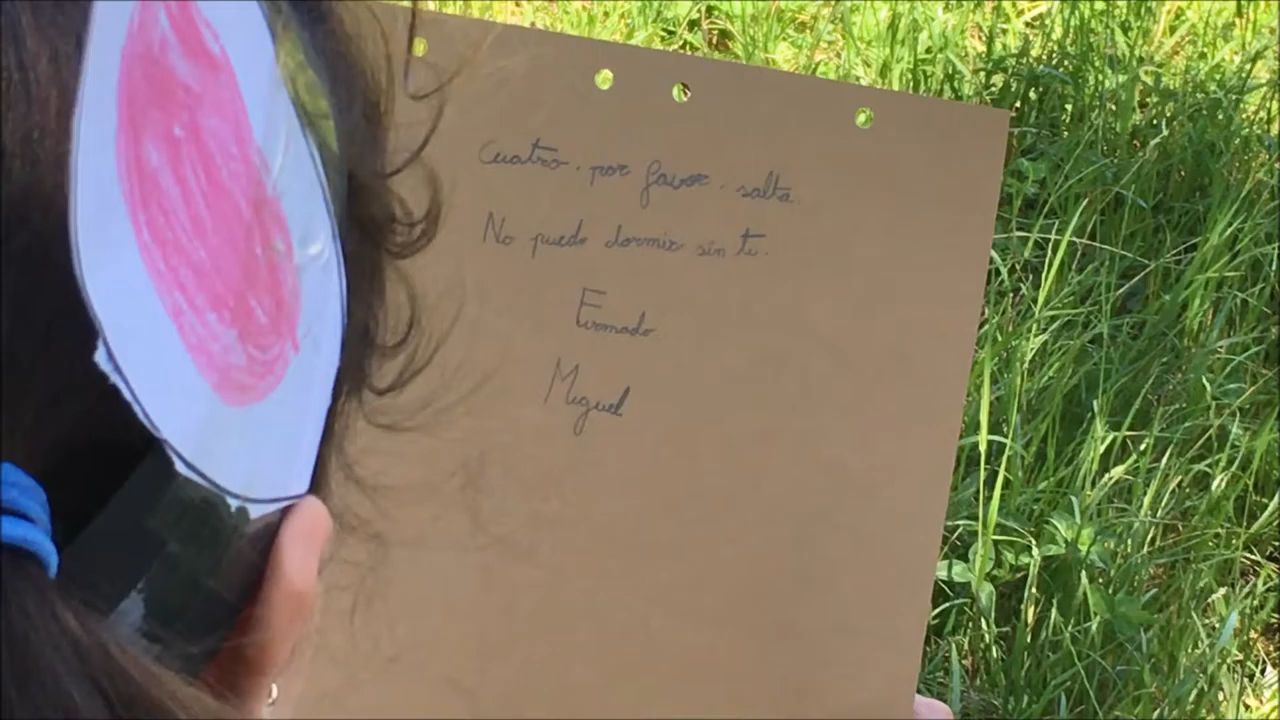 Cuatro, por favor, salta.
No puedo dormir sin ti.
Firmado
Miguel